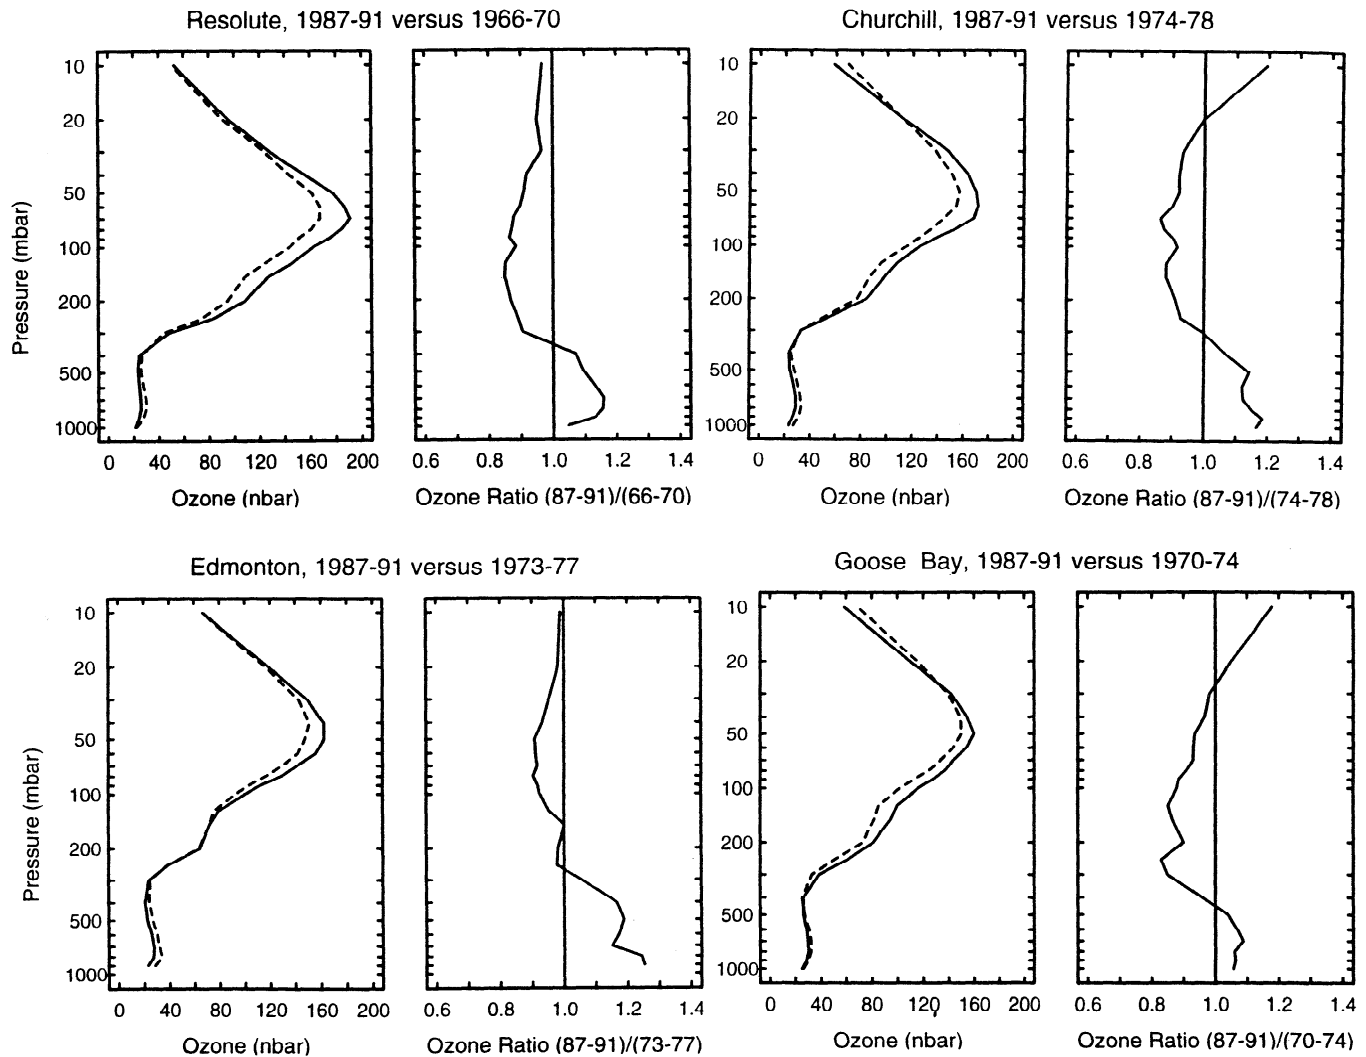 Resolute, 1987-91 versus 1966-70
Pressure (mbar)
10
20
50
100
200
500
1000
0 40 80 120 160 200
Ozone (nbar)
0.6 0.8 1.0 1.2 1.4
Ozone Ratio (87-91)/(66-70)
Churchill, 1987-91 versus 1974-78
10
20
50
100
200
500
1000
0 40 80 120 160 200
Ozone (nbar)
0.6 0.8 1.0 1.2 1.4
Ozone Ratio (87-91)/(74-78)
Edmonton, 1987-91 versus 1973-77
Pressure (mbar)
10
20
50
100
200
500
1000
0 40 80 120 160 200
Ozone (nbar)
0.6 0.8 1.0 1.2 1.4
Ozone Ratio (87-91)/(73-77)
Goose Bay, 1987-91 versus 1970-74
10
20
50
100
200
500
1000
0 40 80 120 160 200
Ozone (nbar)
0.6 0.8 1.0 1.2 1.4
Ozone Ratio (87-91)/(70-74)